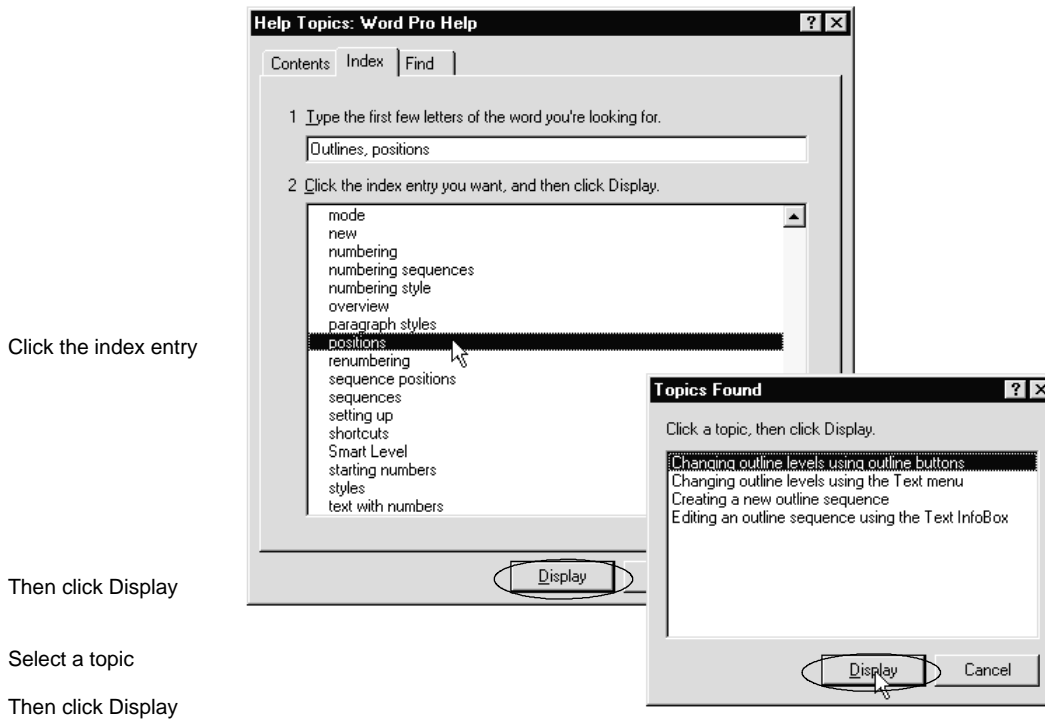 Help Topics: Word Pro Help
Contents Index Find
1 Type the first few letters of the word you're looking for.
Outlines, positions
2 Click the index entry you want, and then click Display.
mode
new
numbering
numbering sequences
numbering style
overview
paragraph styles
positions
renumbering
sequence positions
sequences
setting up
shortcuts
Smart Level
starting numbers
styles
text with numbers
Display
Click the index entry
Then click Display
Select a topic
Then click Display
Topics Found
Click a topic, then click Display.
Changing outline levels using outline buttons
Changing outline levels using the Text menu
Creating a new outline sequence
Editing an outline sequence using the Text InfoBox
Display Cancel